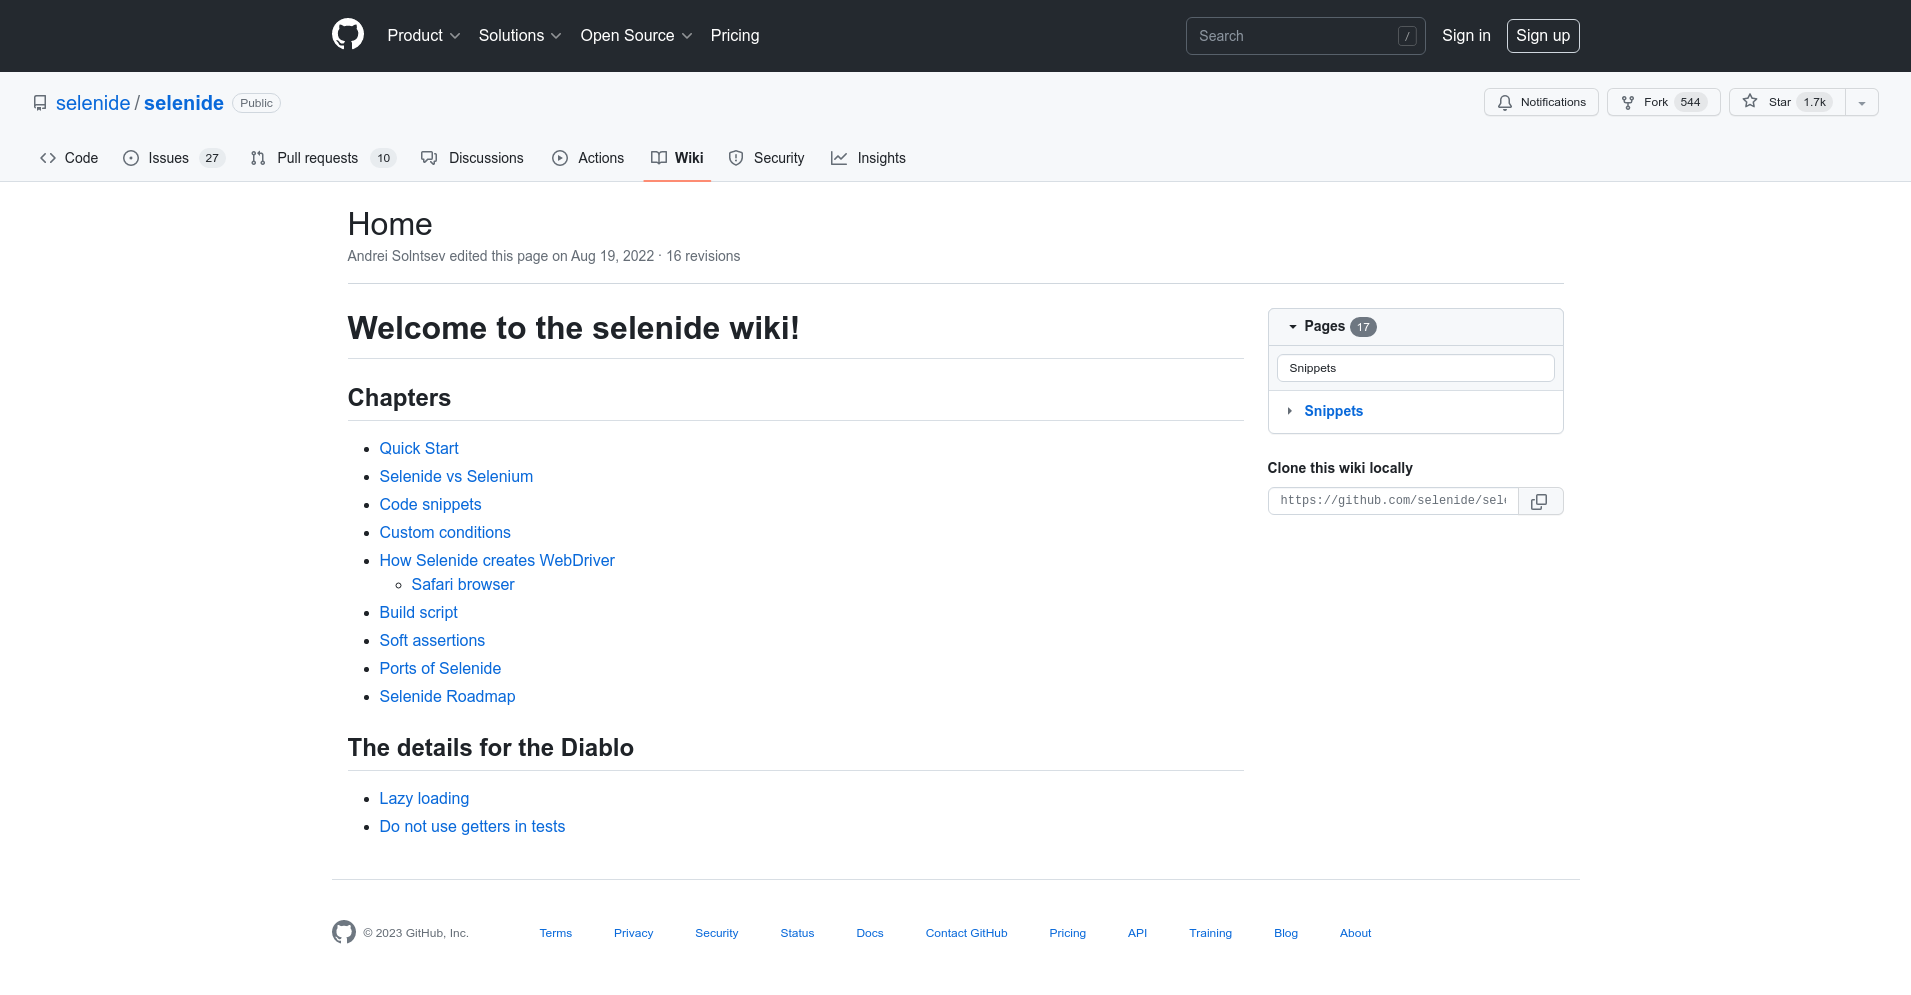 Product Solutions Open Source Pricing Search / Sign in Sign up
selenide / selenide Public Notifications Fork 544 Star 1.7k
Code Issues 27 Pull requests 10 Discussions Actions Wiki Security Insights
Home
Andrei Solntsev edited this page on Aug 19, 2022 · 16 revisions
Welcome to the selenide wiki!
Chapters
Quick Start
Selenide vs Selenium
Code snippets
Custom conditions
How Selenide creates WebDriver
Safari browser
Build script
Soft assertions
Ports of Selenide
Selenide Roadmap
The details for the Diablo
Lazy loading
Do not use getters in tests
Pages 17
Snippets
Snippets
Clone this wiki locally
https://github.com/selenide/sele
© 2023 GitHub, Inc. Terms Privacy Security Status Docs Contact GitHub Pricing API Training Blog About